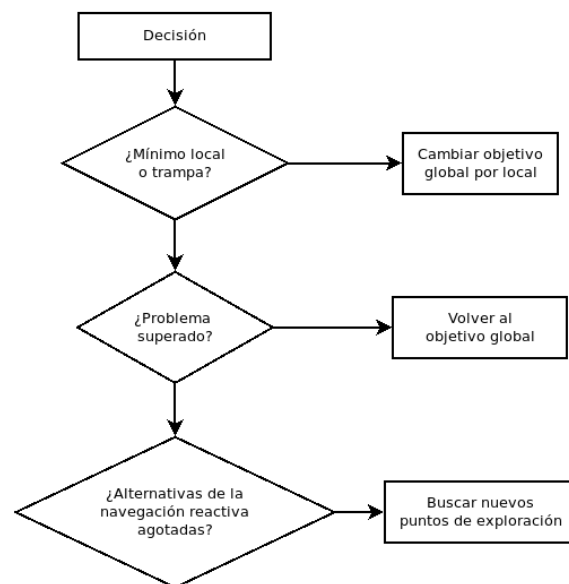 Decisión
¿Mínimo local
o trampa?
Cambiar objetivo
global por local
¿Problema
superado?
Volver al
objetivo global
¿Alternativas de la
navegación reactiva
agotadas?
Buscar nuevos
puntos de exploración